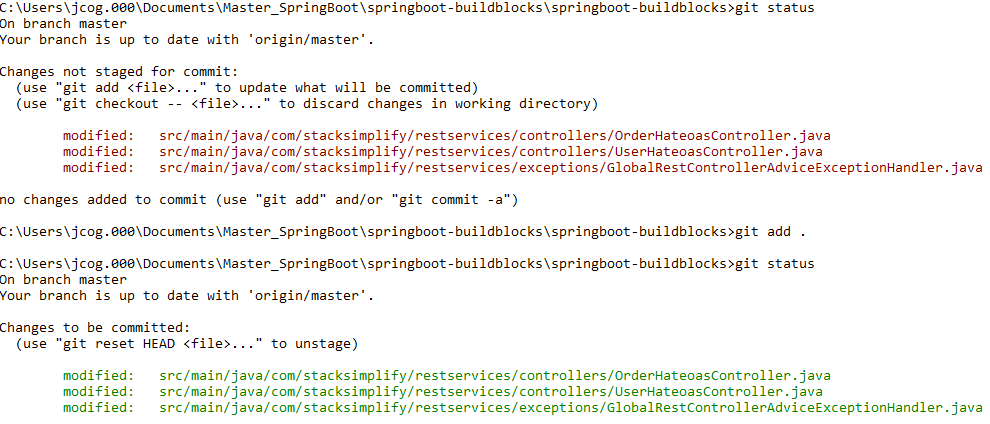 C:\Users\jcog.000\Documents\Master_SpringBoot\springboot-buildblocks\springboot-buildblocks>git status
On branch master
Your branch is up to date with 'origin/master'.
Changes not staged for commit:
(use "git add <file>..." to update what will be committed)
(use "git checkout -- <file>..." to discard changes in working directory)
modified:   src/main/java/com/stacksimplify/restservices/controllers/OrderHateoasController.java
modified:   src/main/java/com/stacksimplify/restservices/controllers/UserHateoasController.java
modified:   src/main/java/com/stacksimplify/restservices/exceptions/GlobalRestControllerAdviceExceptionHandler.java
no changes added to commit (use "git add" and/or "git commit -a")
C:\Users\jcog.000\Documents\Master_SpringBoot\springboot-buildblocks\springboot-buildblocks>git add .
C:\Users\jcog.000\Documents\Master_SpringBoot\springboot-buildblocks\springboot-buildblocks>git status
On branch master
Your branch is up to date with 'origin/master'.
Changes to be committed:
(use "git reset HEAD <file>..." to unstage)
modified:   src/main/java/com/stacksimplify/restservices/controllers/OrderHateoasController.java
modified:   src/main/java/com/stacksimplify/restservices/controllers/UserHateoasController.java
modified:   src/main/java/com/stacksimplify/restservices/exceptions/GlobalRestControllerAdviceExceptionHandler.java